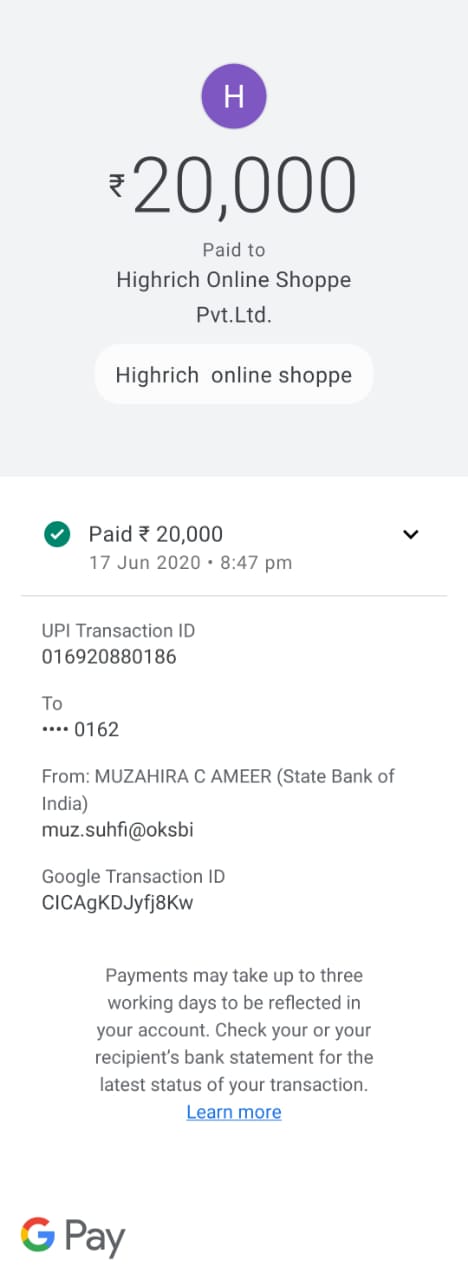 H
₹20,000
Paid to
Highrich Online Shoppe
Pvt.Ltd.
Highrich online shoppe
Paid ₹ 20,000
17 Jun 2020 • 8:47 pm
UPI Transaction ID
016920880186
To
•••• 0162
From: MUZAHIRA C AMEER (State Bank of
India)
muz.suhfi@oksbi
Google Transaction ID
CICAgKDJyfj8Kw
Payments may take up to three
working days to be reflected in
your account. Check your or your
recipient's bank statement for the
latest status of your transaction.
Learn more
G Pay